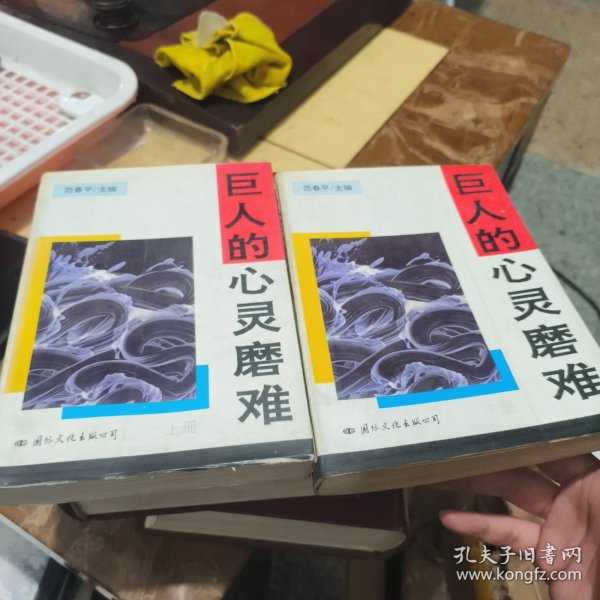 范春平/主编
巨人的心灵磨难
上册
国际文化出版公司
范春平/主编
巨人的心灵磨难
国际文化出版公司
孔夫子旧书网
www.kongfz.com